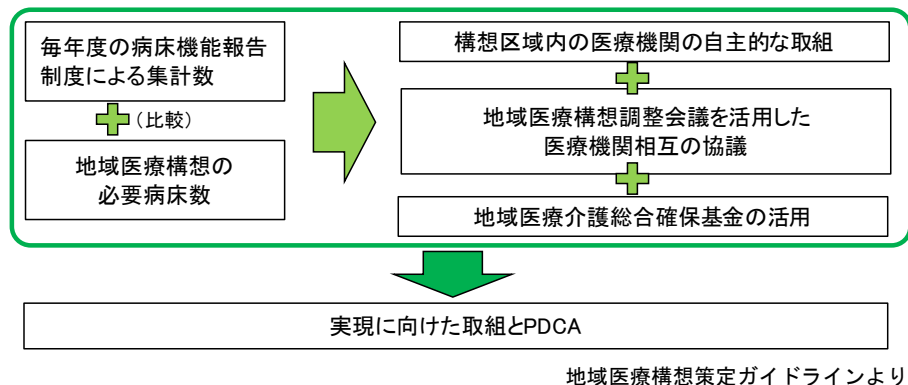 毎年度の病床機能報告
制度による集計数
（比較）
地域医療構想の
必要病床数
構想区域内の医療機関の自主的な取組
地域医療構想調整会議を活用した
医療機関相互の協議
地域医療介護総合確保基金の活用
実現に向けた取組とPDCA
地域医療構想策定ガイドラインより